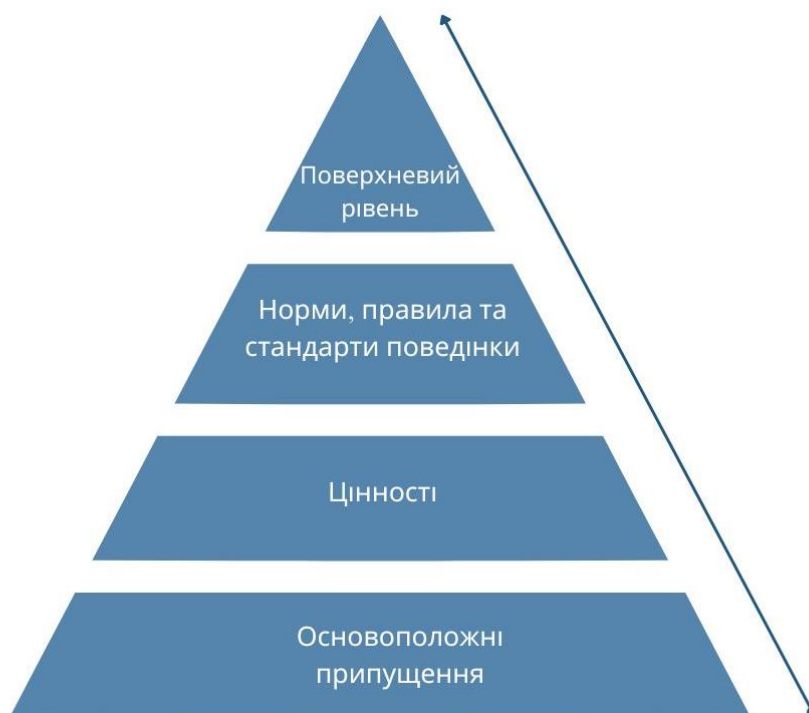 Поверхневий
рівень
Норми, правила та
стандарти поведінки
Цінності
Основоположні
припущення